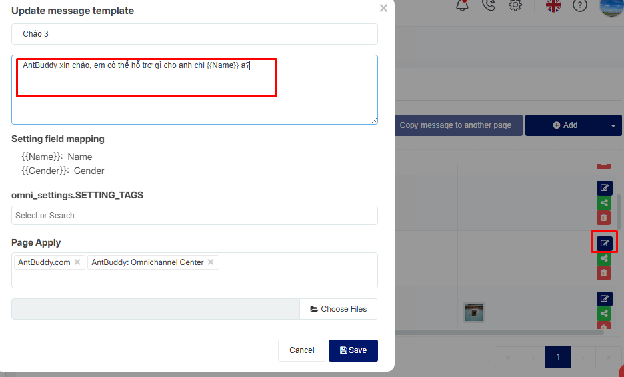 Update message template
Chào 3
AntBuddy xin chào, em có thể hỗ trợ gì cho anh chị {{Name}} ạ?
Copy message to another page
Add
Setting field mapping
{{Name}}: Name
{{Gender}}: Gender
omni_settings.SETTING_TAGS
Select or Search
Page Apply
AntBuddy.com
AntBuddy: Omnichannel Center
Choose Files
Cancel
Save
1